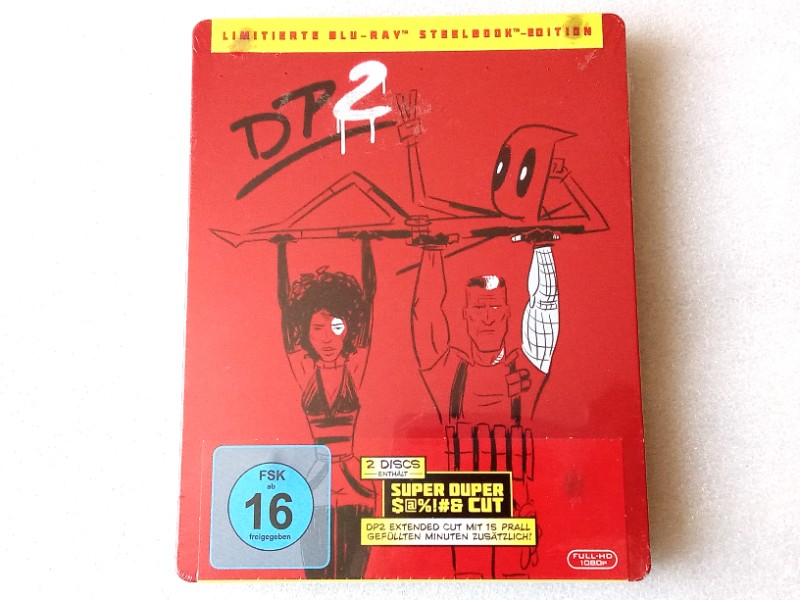 LIMITIERTE BLU-RAY™ STEELBOOK™-EDITION
DP2
FSK
ab
16
freigegeben
2 DISCS
ENTHÄLT
SUPER DUPER
$@%!#& CUT
DP2 EXTENDED CUT MIT 15 PRALL
GEFÜLLTEN MINUTEN ZUSÄTZLICH!
FULL-HD
1080P